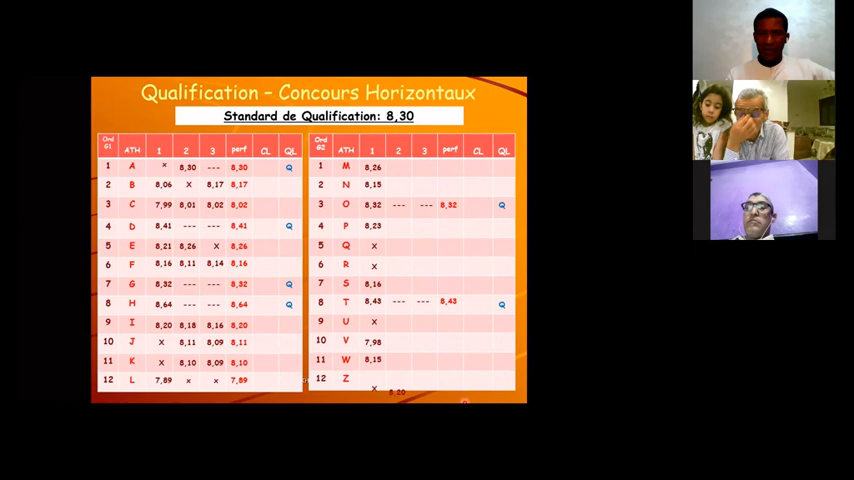 Qualification – Concours Horizontaux
Standard de Qualification: 8,30
Ord G1 ATH 1 2 3 perf CL QL
1 A x 8,30 --- 8,30 Q
2 B 8,06 X 8,17 8,17
3 C 7,99 8,01 8,02 8,02
4 D 8,41 --- --- 8,41 Q
5 E 8,21 8,26 X 8,26
6 F 8,16 8,11 8,14 8,16
7 G 8,32 --- --- 8,32 Q
8 H 8,64 --- --- 8,64 Q
9 I 8,20 8,18 8,16 8,20
10 J X 8,11 8,09 8,11
11 K X 8,10 8,09 8,10
12 L 7,89 x x 7,89
Ord G2 ATH 1 2 3 perf CL QL
1 M 8,26
2 N 8,15
3 O 8,32 --- --- 8,32 Q
4 P 8,23
5 Q X
6 R X
7 S 8,16
8 T 8,43 --- --- 8,43 Q
9 U X
10 V 7,98
11 W 8,15
12 Z X 8,20